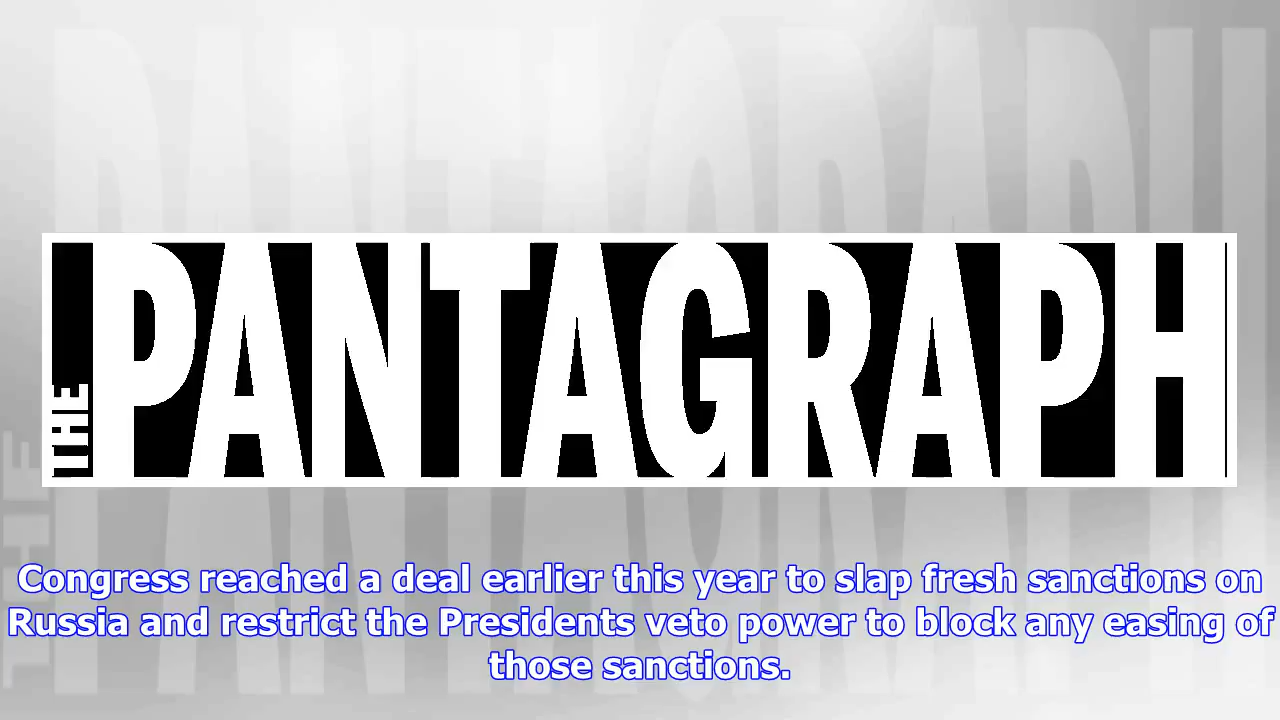 THE PANTAGRAPH
Congress reached a deal earlier this year to slap fresh sanctions on
Russia and restrict the Presidents veto power to block any easing of
those sanctions.